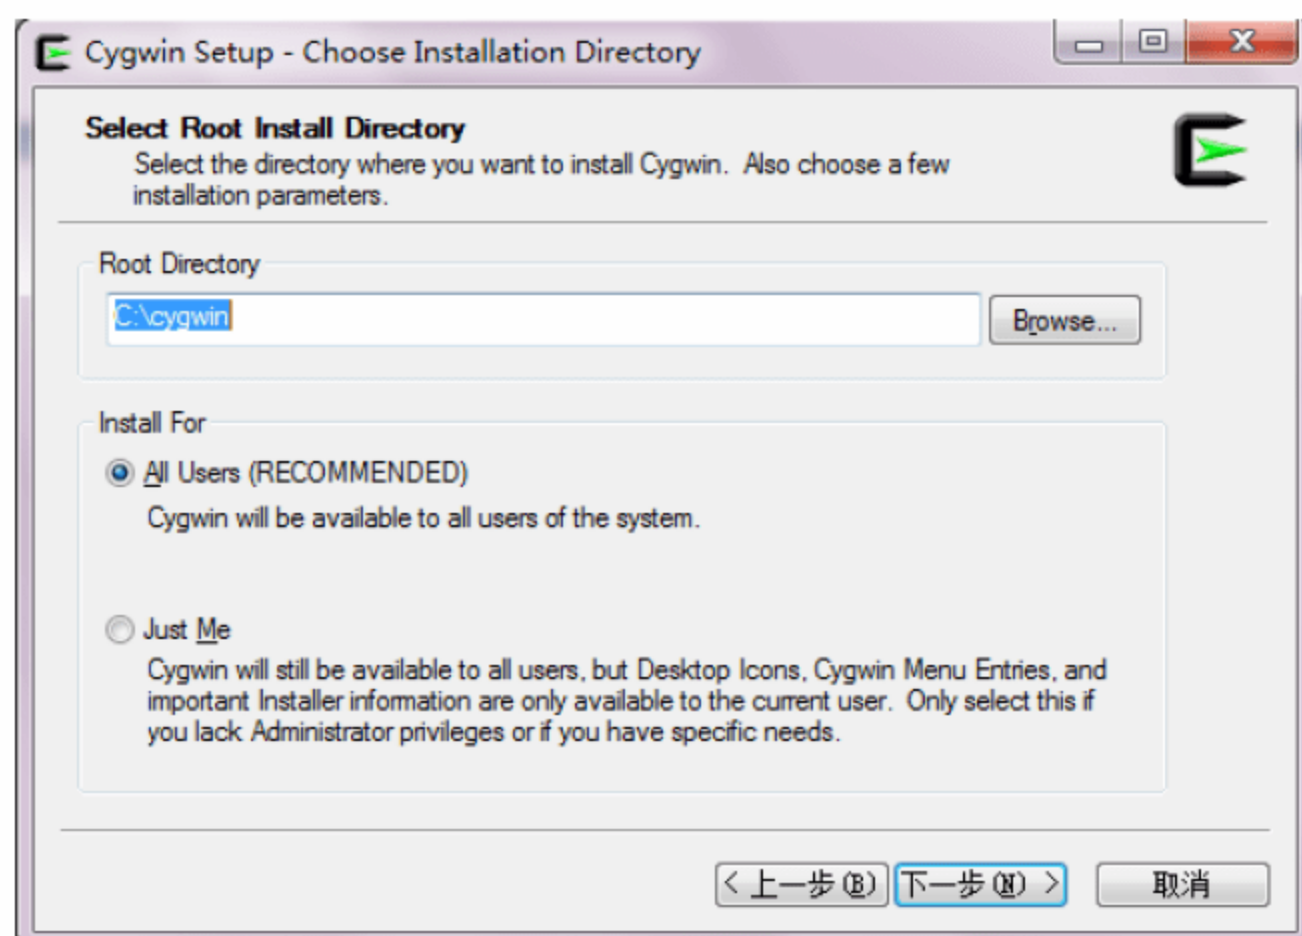 Cygwin Setup - Choose Installation Directory
Select Root Install Directory
Select the directory where you want to install Cygwin. Also choose a few
installation parameters.
Root Directory
C:\cygwin
Browse...
Install For
All Users (RECOMMENDED)
Cygwin will be available to all users of the system.
Just Me
Cygwin will still be available to all users, but Desktop Icons, Cygwin Menu Entries, and
important Installer information are only available to the current user. Only select this if
you lack Administrator privileges or if you have specific needs.
< 上一步(B) 下一步(N) > 取消